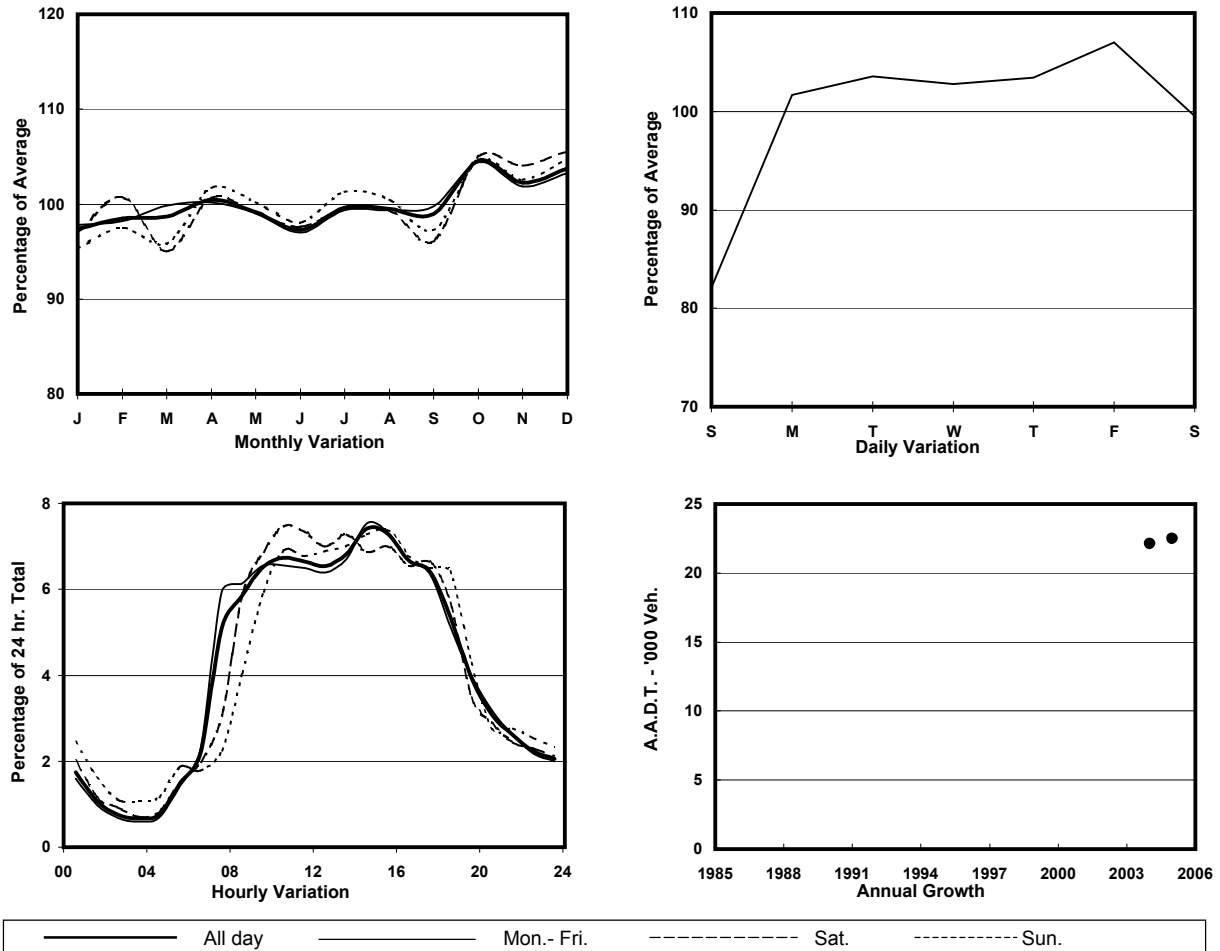 120
110
100
90
80
Percentage of Average
J F M A M J J A S O N D
Monthly Variation
110
100
90
80
70
Percentage of Average
S M T W T F S
Daily Variation
8
6
4
2
0
Percentage of 24 hr. Total
00 04 08 12 16 20 24
Hourly Variation
25
20
15
10
5
0
A.A.D.T. - '000 Veh.
1985 1988 1991 1994 1997 2000 2003 2006
Annual Growth
All day Mon.- Fri. Sat. Sun.